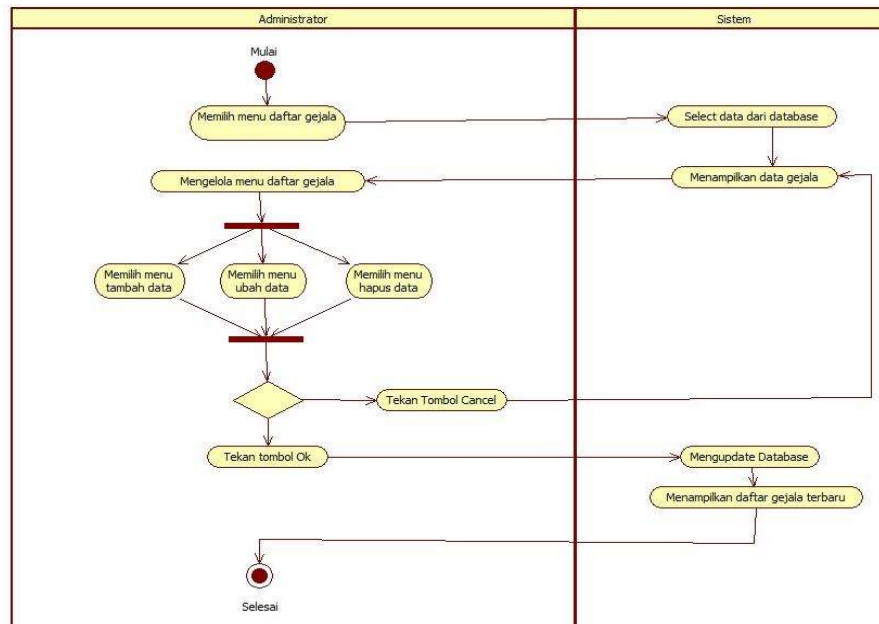 Administrator
Sistem
Mulai
Memilih menu daftar gejala
Select data dari database
Mengelola menu daftar gejala
Menampilkan data gejala
Memilih menu
tambah data
Memilih menu
ubah data
Memilih menu
hapus data
Tekan Tombol Cancel
Tekan tombol Ok
Mengupdate Database
Menampilkan daftar gejala terbaru
Selesai